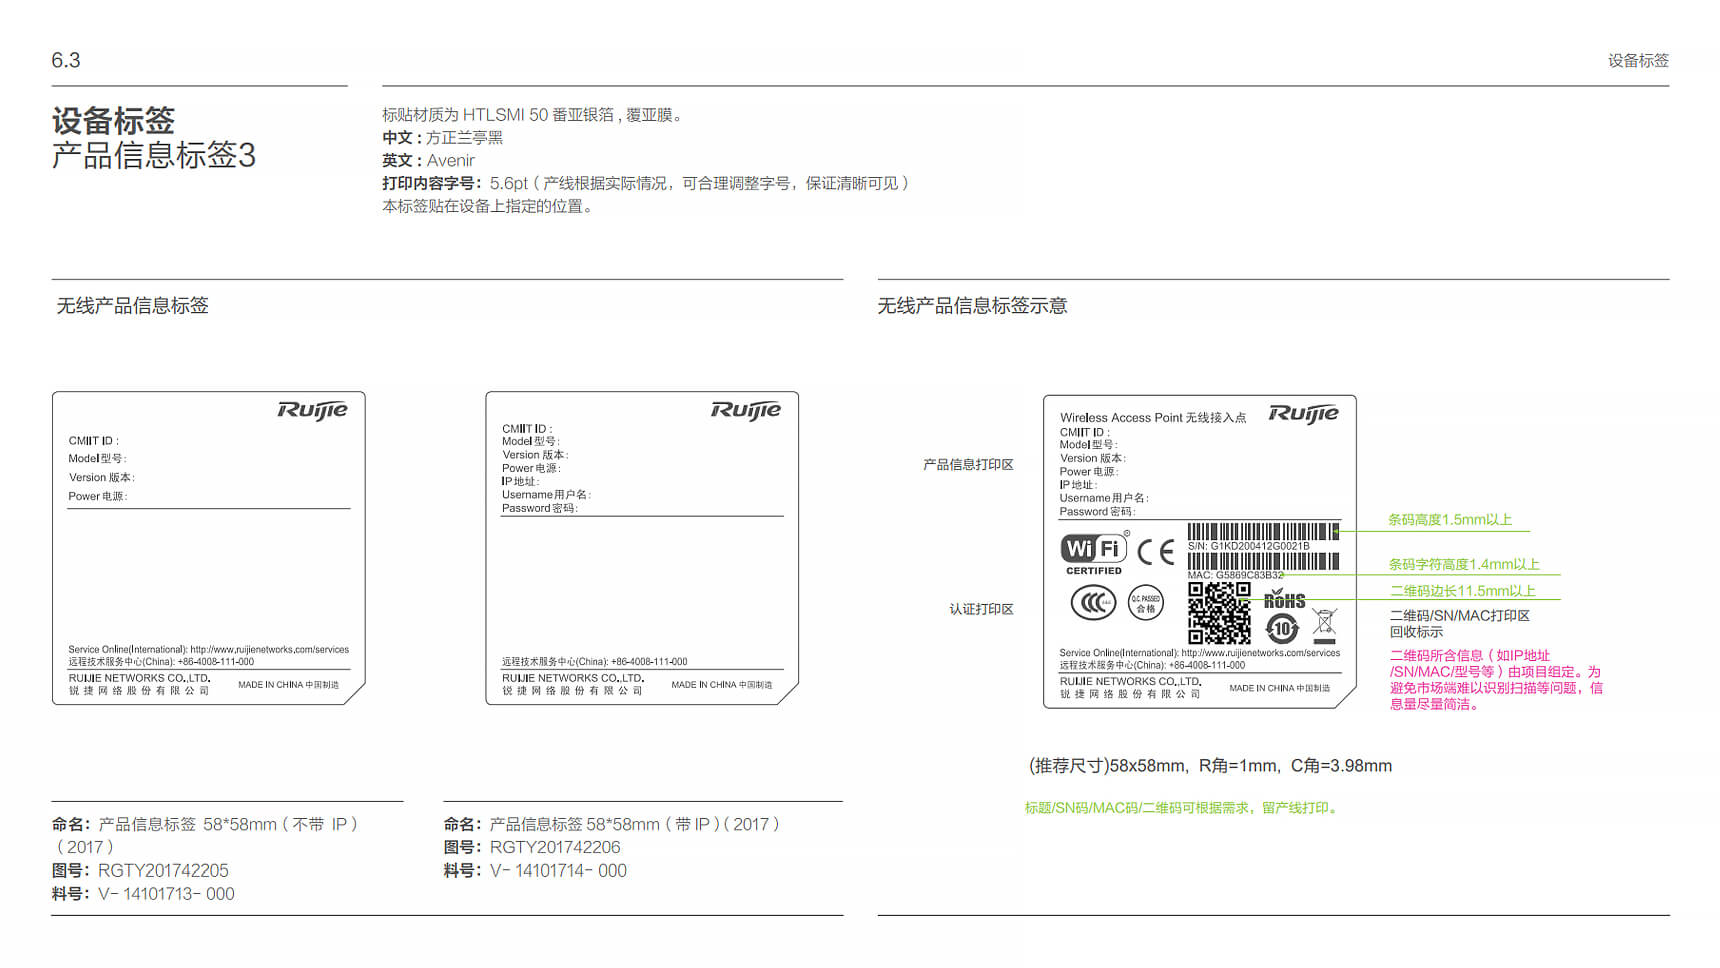 6.3
设备标签
设备标签
产品信息标签3
标贴材质为 HTLSMI 50 番亚银箔 , 覆亚膜。
中文 : 方正兰亭黑
英文 : Avenir
打印内容字号： 5.6pt ( 产线根据实际情况，可合理调整字号，保证清晰可见 )
本标签贴在设备上指定的位置。
无线产品信息标签
Ruijie
CMIIT ID :
Model 型号:
Version 版本:
Power 电源:
Service Online(International): http://www.ruijienetworks.com/services
远程技术服务中心(China): +86-4008-111-000
RUIJIE NETWORKS CO.,LTD.
锐捷网络股份有限公司
MADE IN CHINA 中国制造
Ruijie
CMIIT ID :
Model 型号:
Version 版本:
Power 电源:
IP 地址:
Username 用户名:
Password 密码:
远程技术服务中心(China): +86-4008-111-000
RUIJIE NETWORKS CO.,LTD.
锐捷网络股份有限公司
MADE IN CHINA 中国制造
命名： 产品信息标签 58*58mm ( 不带 IP )
( 2017 )
图号： RGTY201742205
料号： V- 14101713- 000
命名： 产品信息标签 58*58mm ( 带 IP ) ( 2017 )
图号： RGTY201742206
料号： V- 14101714- 000
无线产品信息标签示意
产品信息打印区
认证打印区
Wireless Access Point 无线接入点
Ruijie
CMIIT ID :
Model 型号:
Version 版本:
Power 电源:
IP 地址:
Username 用户名:
Password 密码:
Wi Fi ®
CERTIFIED
CE
S/N: G1KD200412G0021B
MAC: G5869C83B32
CCC
Q.C. PASSED
合格
RoHS
10
Service Online(International): http://www.ruijienetworks.com/services
远程技术服务中心(China): +86-4008-111-000
RUIJIE NETWORKS CO.,LTD.
锐捷网络股份有限公司
MADE IN CHINA 中国制造
条码高度1.5mm以上
条码字符高度1.4mm以上
二维码边长11.5mm以上
二维码/SN/MAC打印区
回收标示
二维码所含信息 ( 如IP地址
/SN/MAC/型号等 ) 由项目组定。为
避免市场端难以识别扫描等问题，信
息量尽量简洁。
(推荐尺寸)58x58mm, R角=1mm, C角=3.98mm
标题/SN码/MAC码/二维码可根据需求，留产线打印。